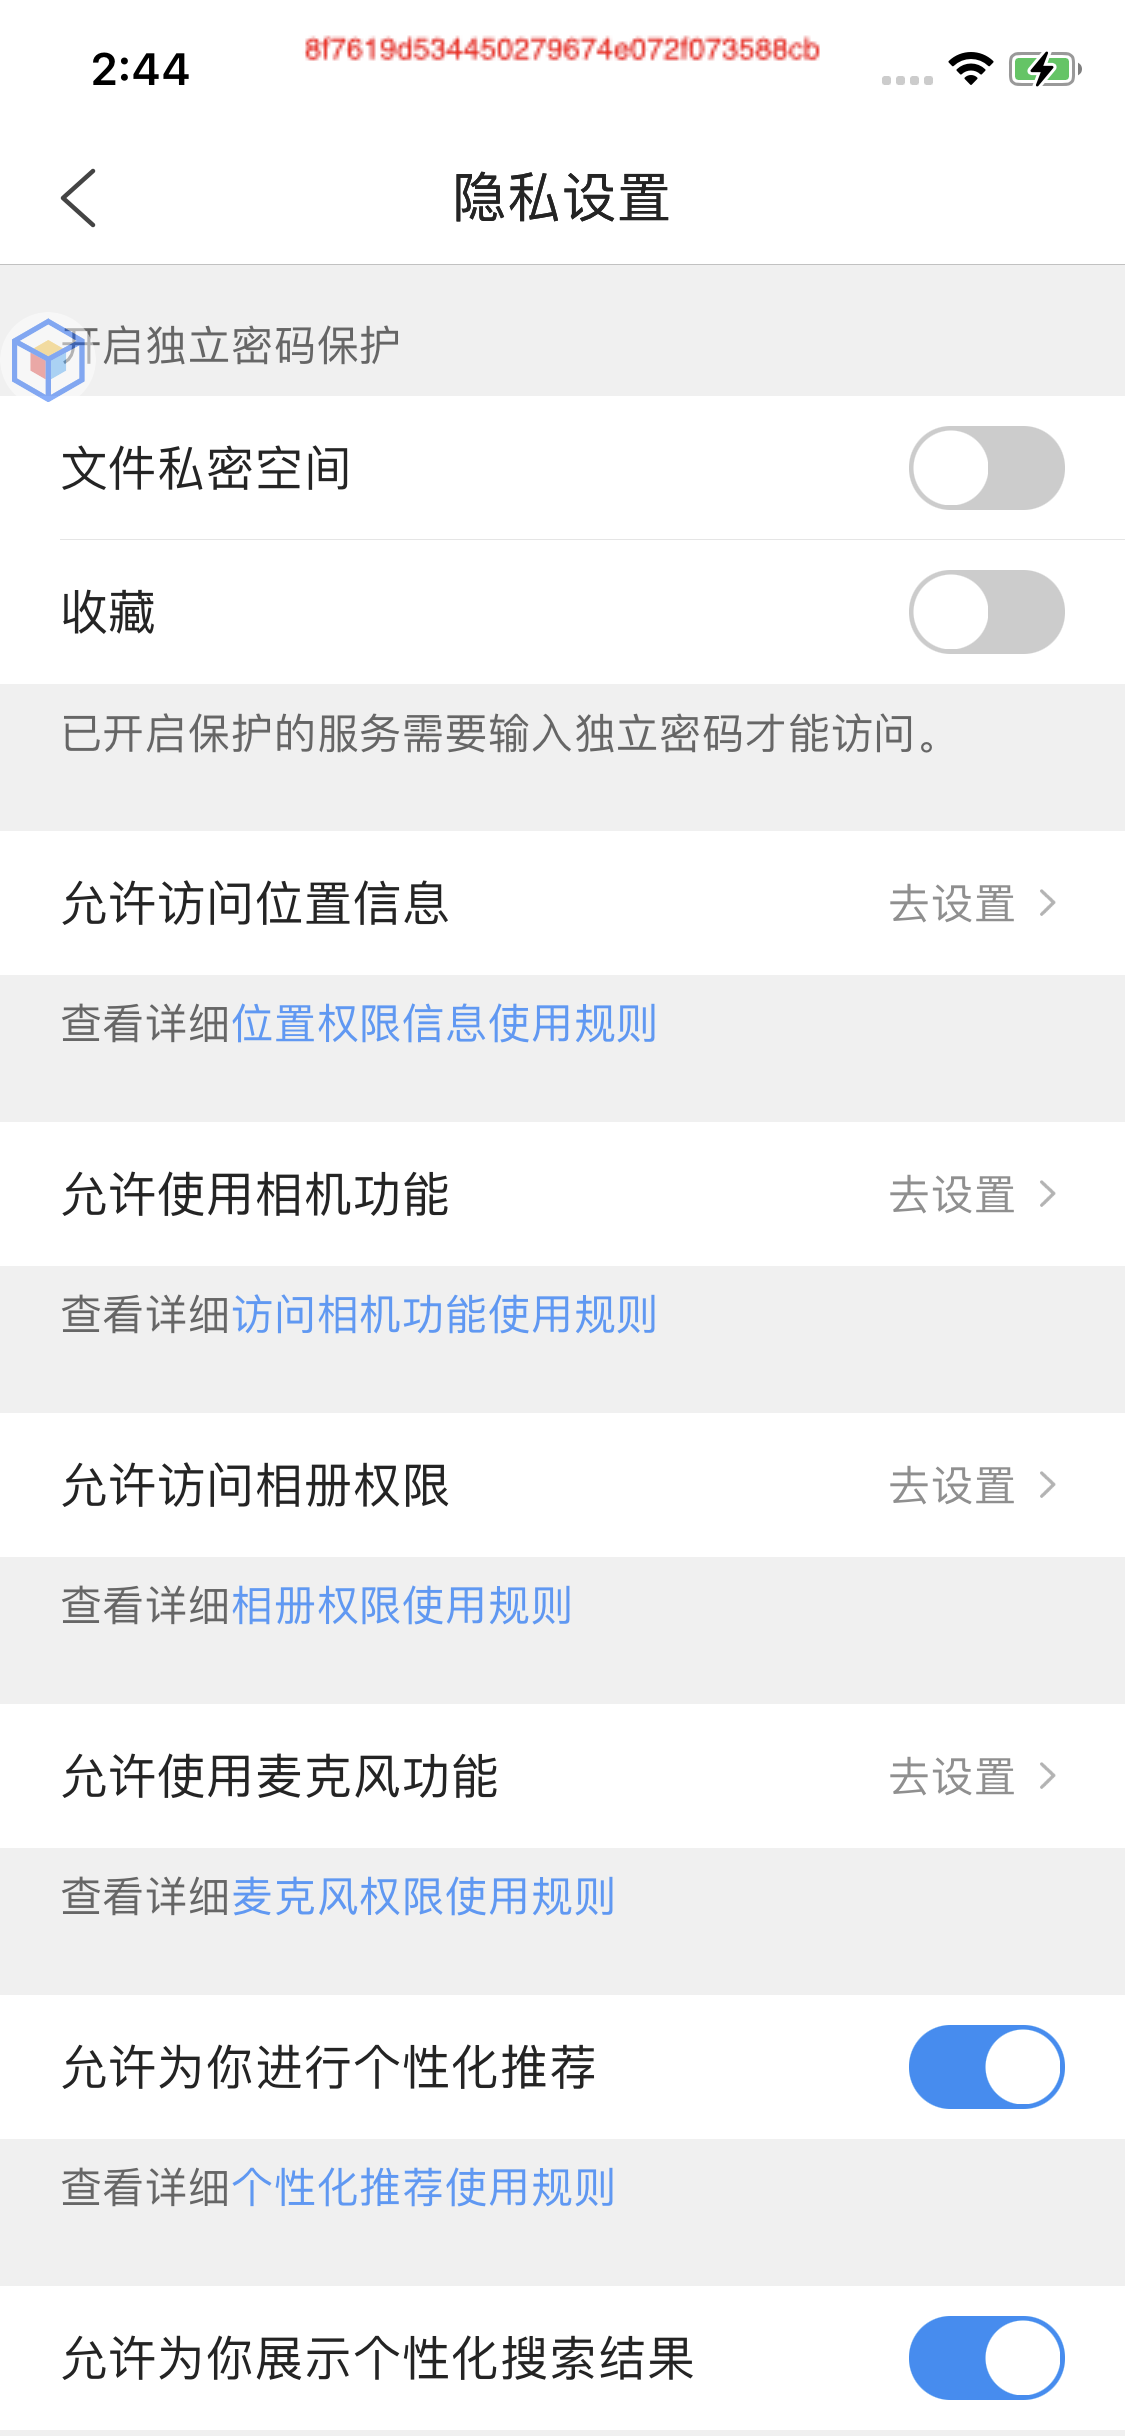 2:44
8f7619d534450279674e072f073588cb
隐私设置
开启独立密码保护
文件私密空间
收藏
已开启保护的服务需要输入独立密码才能访问。
允许访问位置信息 去设置
查看详细位置权限信息使用规则
允许使用相机功能 去设置
查看详细访问相机功能使用规则
允许访问相册权限 去设置
查看详细相册权限使用规则
允许使用麦克风功能 去设置
查看详细麦克风权限使用规则
允许为你进行个性化推荐
查看详细个性化推荐使用规则
允许为你展示个性化搜索结果